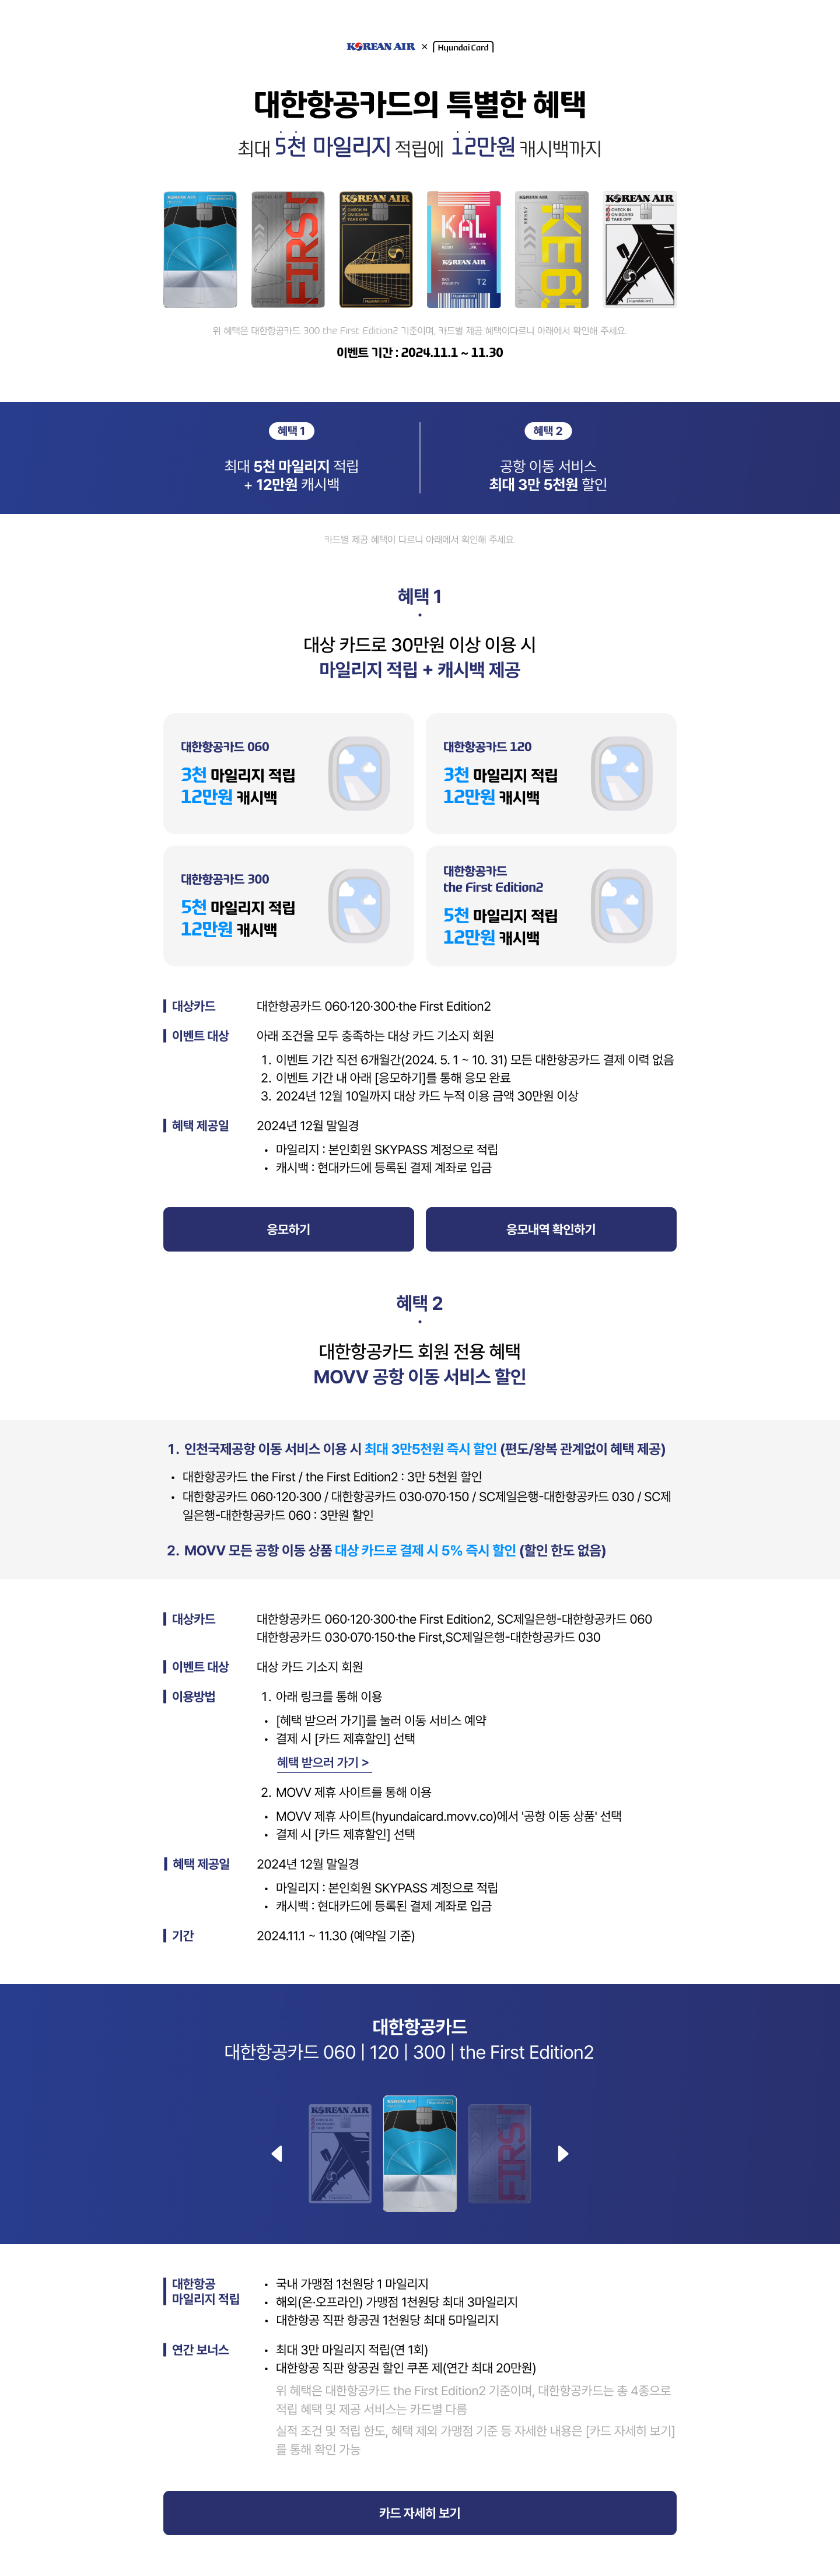 KOREAN AIR × HyundaiCard
대한항공카드의 특별한 혜택
최대 5천 마일리지 적립에 12만원 캐시백까지
KOREAN AIR HyundaiCard
FIRST
KOREAN AIR
CHECK IN
ON BOARD
TAKE OFF
HyundaiCard
KAL
KOREAN AIR
T2
HyundaiCard
KOREAN AIR
KE65
KOREAN AIR
CHECK IN
ON BOARD
TAKE OFF
HyundaiCard
위 혜택은 대한항공카드 300 the First Edition2 기준이며, 카드별 제공 혜택이다르니 아래에서 확인해 주세요.
이벤트 기간 : 2024.11.1 ~ 11.30
혜택 1
최대 5천 마일리지 적립
+ 12만원 캐시백
혜택 2
공항 이동 서비스
최대 3만 5천원 할인
카드별 제공 혜택이 다르니 아래에서 확인해 주세요.
혜택 1
대상 카드로 30만원 이상 이용 시
마일리지 적립 + 캐시백 제공
대한항공카드 060
3천 마일리지 적립
12만원 캐시백
대한항공카드 120
3천 마일리지 적립
12만원 캐시백
대한항공카드 300
5천 마일리지 적립
12만원 캐시백
대한항공카드
the First Edition2
5천 마일리지 적립
12만원 캐시백
대상카드 대한항공카드 060·120·300·the First Edition2
이벤트 대상 아래 조건을 모두 충족하는 대상 카드 기소지 회원
1. 이벤트 기간 직전 6개월간(2024. 5. 1 ~ 10. 31) 모든 대한항공카드 결제 이력 없음
2. 이벤트 기간 내 아래 [응모하기]를 통해 응모 완료
3. 2024년 12월 10일까지 대상 카드 누적 이용 금액 30만원 이상
혜택 제공일 2024년 12월 말일경
• 마일리지 : 본인회원 SKYPASS 계정으로 적립
• 캐시백 : 현대카드에 등록된 결제 계좌로 입금
응모하기
응모내역 확인하기
혜택 2
대한항공카드 회원 전용 혜택
MOVV 공항 이동 서비스 할인
1. 인천국제공항 이동 서비스 이용 시 최대 3만5천원 즉시 할인 (편도/왕복 관계없이 혜택 제공)
• 대한항공카드 the First / the First Edition2 : 3만 5천원 할인
• 대한항공카드 060·120·300 / 대한항공카드 030·070·150 / SC제일은행-대한항공카드 030 / SC제
일은행-대한항공카드 060 : 3만원 할인
2. MOVV 모든 공항 이동 상품 대상 카드로 결제 시 5% 즉시 할인 (할인 한도 없음)
대상카드 대한항공카드 060·120·300·the First Edition2, SC제일은행-대한항공카드 060
대한항공카드 030·070·150·the First,SC제일은행-대한항공카드 030
이벤트 대상 대상 카드 기소지 회원
이용방법 1. 아래 링크를 통해 이용
• [혜택 받으러 가기]를 눌러 이동 서비스 예약
• 결제 시 [카드 제휴할인] 선택
혜택 받으러 가기 >
2. MOVV 제휴 사이트를 통해 이용
• MOVV 제휴 사이트(hyundaicard.movv.co)에서 '공항 이동 상품' 선택
• 결제 시 [카드 제휴할인] 선택
혜택 제공일 2024년 12월 말일경
• 마일리지 : 본인회원 SKYPASS 계정으로 적립
• 캐시백 : 현대카드에 등록된 결제 계좌로 입금
기간 2024.11.1 ~ 11.30 (예약일 기준)
대한항공카드
대한항공카드 060 | 120 | 300 | the First Edition2
KOREAN AIR
CHECK IN
ON BOARD
TAKE OFF
KOREAN AIR
FIRST
대한항공
마일리지 적립
• 국내 가맹점 1천원당 1 마일리지
• 해외(온·오프라인) 가맹점 1천원당 최대 3마일리지
• 대한항공 직판 항공권 1천원당 최대 5마일리지
연간 보너스 • 최대 3만 마일리지 적립(연 1회)
• 대한항공 직판 항공권 할인 쿠폰 제(연간 최대 20만원)
위 혜택은 대한항공카드 the First Edition2 기준이며, 대한항공카드는 총 4종으로
적립 혜택 및 제공 서비스는 카드별 다름
실적 조건 및 적립 한도, 혜택 제외 가맹점 기준 등 자세한 내용은 [카드 자세히 보기]
를 통해 확인 가능
카드 자세히 보기